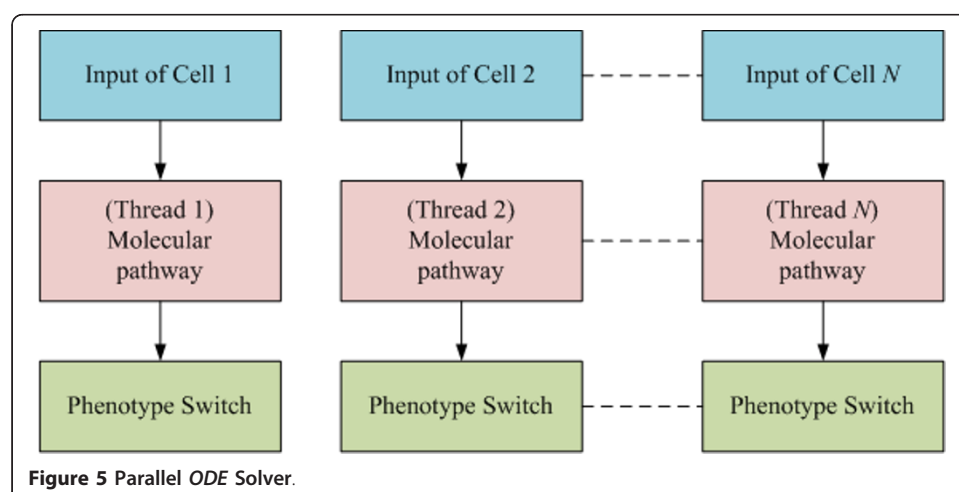 Input of Cell 1
Input of Cell 2
Input of Cell N
(Thread 1)
Molecular
pathway
(Thread 2)
Molecular
pathway
(Thread N)
Molecular
pathway
Phenotype Switch
Phenotype Switch
Phenotype Switch
Figure 5 Parallel ODE Solver.